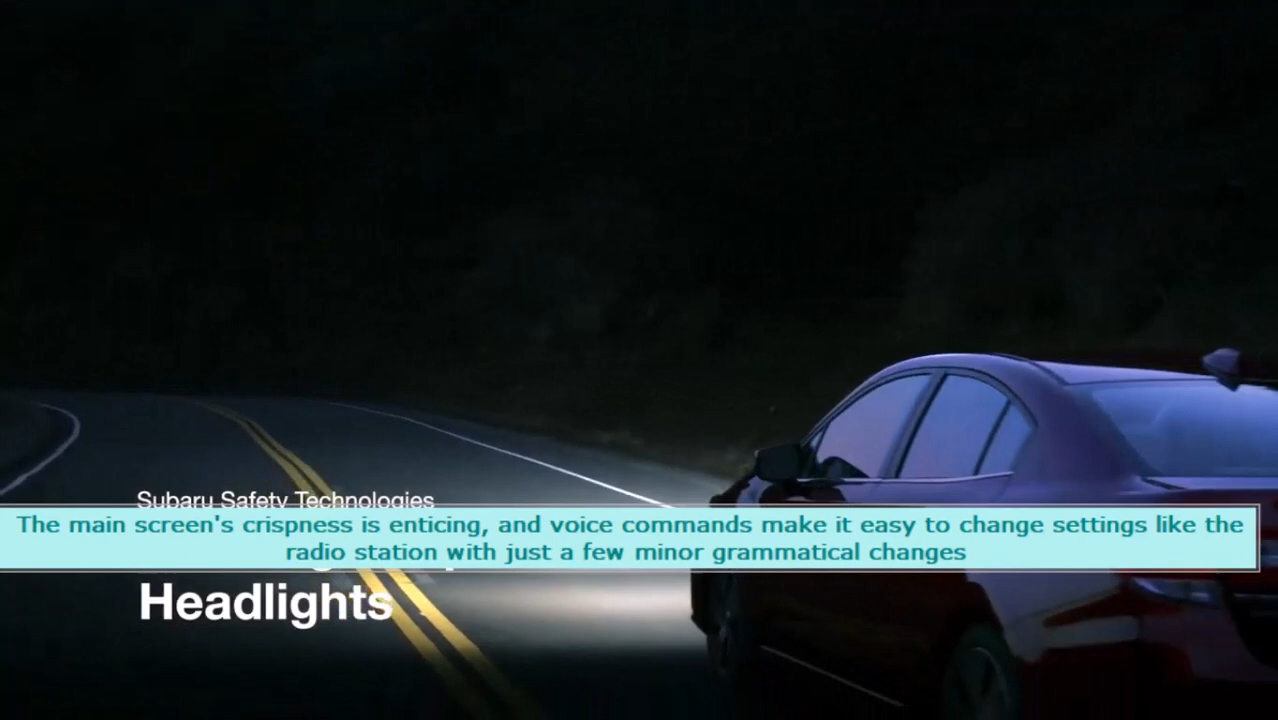 Subaru Safety Technologies
The main screen's crispness is enticing, and voice commands make it easy to change settings like the
radio station with just a few minor grammatical changes
Headlights